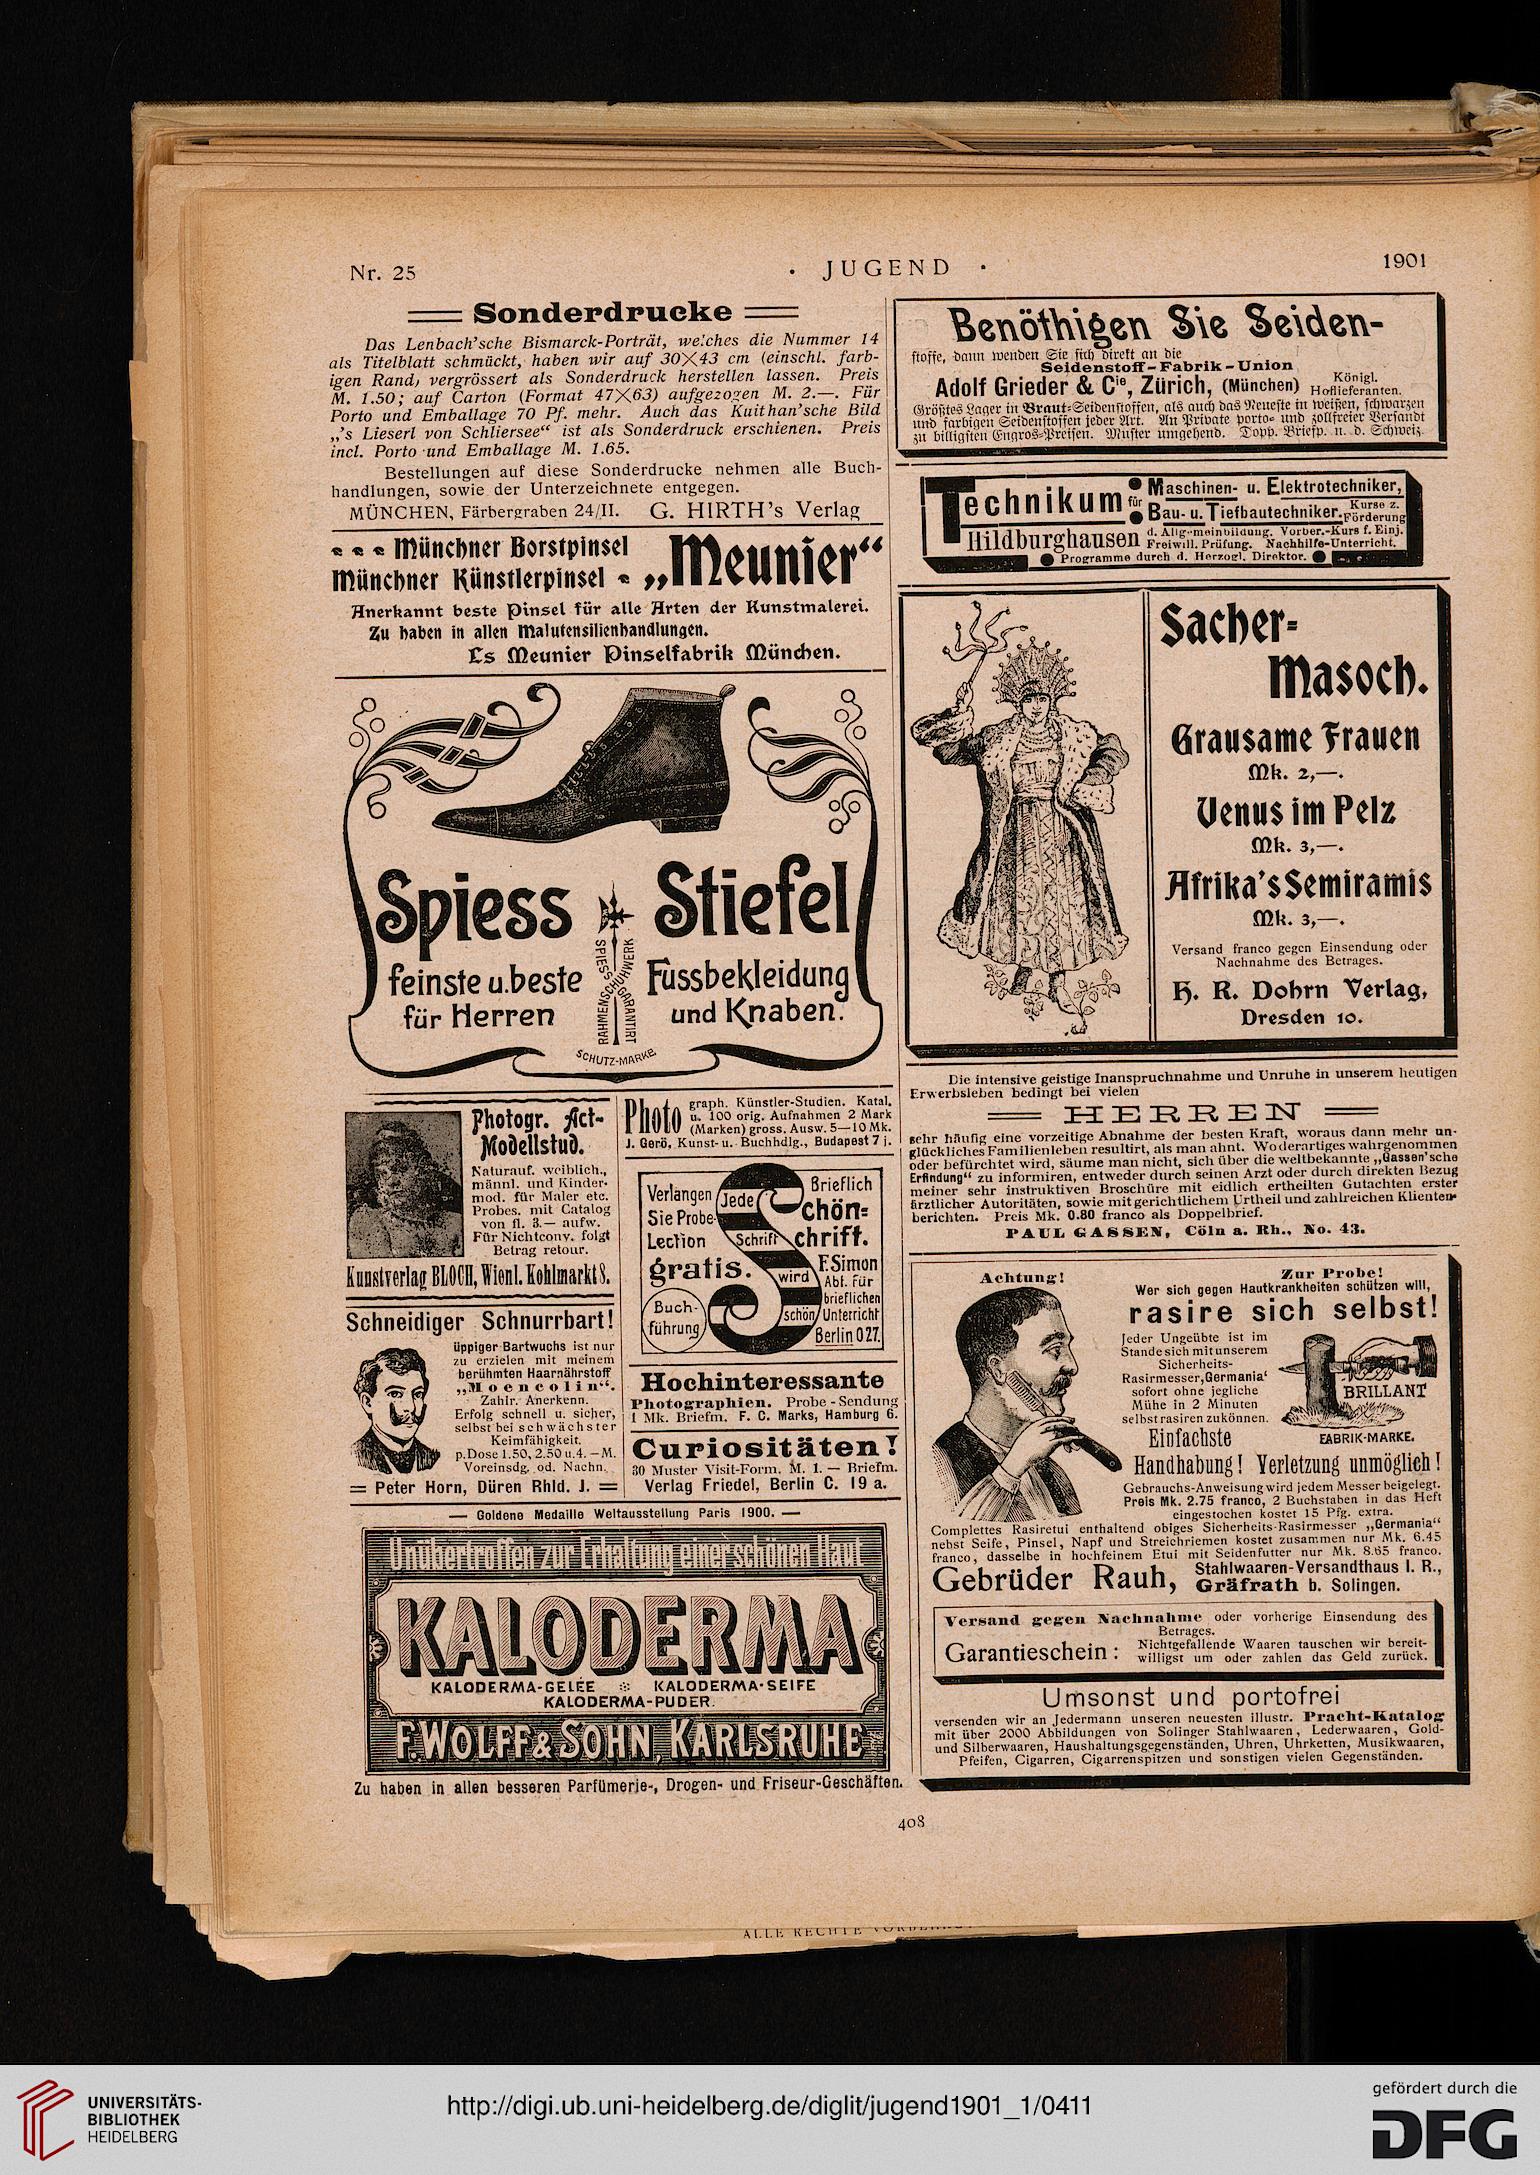 Nr. 25
· JUGEND ·
1901
Sonderdrucke
Das Lenbach'sche Bismarck-Porträt, welches die Nummer 14
als Titelblatt schmückt, haben wir auf 30×43 cm (einschl. farb-
igen Rand) vergrössert als Sonderdruck herstellen lassen. Preis
M. 1.50; auf Carton (Format 47×63) aufgezogen M. 2.—. Für
Porto und Emballage 70 Pf. mehr. Auch das Kuithan'sche Bild
„'s Lieserl von Schliersee“ ist als Sonderdruck erschienen. Preis
incl. Porto und Emballage M. 1.65.
Bestellungen auf diese Sonderdrucke nehmen alle Buch-
handlungen, sowie der Unterzeichnete entgegen.
MÜNCHEN, Färbergraben 24/II. G. HIRTH's Verlag
Münchner Borstpinsel
Münchner Künstlerpinsel
„Meunier“
Anerkannt beste Pinsel für alle Arten der Kunstmalerei.
Zu haben in allen Malutensilienhandlungen.
Es Meunier Pinselfabrik München.
Spiess Stiefel
feinste u. beste Fussbekleidung
für Herren und Knaben.
SPIESS SCHUHWERK
RAHMEN GARANTIRT
SCHUTZ-MARKE
Photogr. Act-
Modellstud.
Naturauf. weiblich.,
männl. und Kinder-
mod. für Maler etc.
Probes. mit Catalog
von fl. 3.— aufw.
Für Nichtconv. folgt
Betrag retour.
Kunstverlag BLOCH, Wien I. Kohlmarkt 8.
Photo
graph. Künstler-Studien. Katal.
u. 100 orig. Aufnahmen 2 Mark
(Marken) gross. Ausw. 5—10 Mk.
J. Gerö, Kunst- u. Buchhdlg., Budapest 7 j.
Verlangen
Sie Probe-
Lection
gratis.
Buch-
führung
Jede
Schrift
wird
schön
Brieflich
Schön-
Schrift.
F. Simon
Abt. für
brieflichen
Unterricht
Berlin O 27.
Schneidiger Schnurrbart!
üppiger Bartwuchs ist nur
zu erzielen mit meinem
berühmten Haarnährstoff
„Moencolin“.
Zahlr. Anerkenn.
Erfolg schnell u. sicher,
selbst bei schwächster
Keimfähigkeit.
p. Dose 1.50, 2.50 u. 4.—M.
Voreinsdg. od. Nachn.
Peter Horn, Düren Rhld. J.
Hochinteressante
Photographien. Probe-Sendung
1 Mk. Briefm. F. C. Marks, Hamburg 6.
Curiositäten!
30 Muster Visit-Form. M. 1.— Briefm.
Verlag Friedel, Berlin C. 19 a.
— Goldene Medaille Weltausstellung Paris 1900. —
Unübertroffen zur Erhaltung einer schönen Haut
KALODERMA
KALODERMA-GELÉE KALODERMA-SEIFE
KALODERMA-PUDER.
F. WOLFF & SOHN, KARLSRUHE
Zu haben in allen besseren Parfümerie-, Drogen- und Friseur-Geschäften.
Benöthigen Sie Seiden-
stoffe, dann wenden Sie sich direkt an die
Seidenstoff-Fabrik-Union
Adolf Grieder & Cie, Zürich, (München) Königl. Hoflieferanten.
Größtes Lager in Braut-Seidenstoffen, als auch das Neueste in weißen, schwarzen
und farbigen Seidenstoffen jeder Art. An Private porto- und zollfreier Versandt
zu billigsten Engros-Preisen. Muster umgehend. Dopp. Briefp. n. d. Schweiz.
Technikum für
Maschinen- u. Elektrotechniker,
Bau- u. Tiefbautechniker. Kurse z. Förderung
Hildburghausen
d. Allgemeinbildung. Vorber.-Kurs f. Einj.
Freiwill. Prüfung. Nachhilfe-Unterricht.
Programme durch d. Herzogl. Direktor.
Sacher-
Masoch.
Grausame Frauen
Mk. 2,—.
Venus im Pelz
Mk. 3,—.
Afrika's Semiramis
Mk. 3,—.
Versand franco gegen Einsendung oder
Nachnahme des Betrages.
H. R. Dohrn Verlag,
Dresden 10.
Die intensive geistige Inanspruchnahme und Unruhe in unserem heutigen
Erwerbsleben bedingt bei vielen
HERREN
sehr häufig eine vorzeitige Abnahme der besten Kraft, woraus dann mehr un-
glückliches Familienleben resultirt, als man ahnt. Wo derartiges wahrgenommen
oder befürchtet wird, säume man nicht, sich über die weltbekannte „Gassen'sche
Erfindung“ zu informiren, entweder durch seinen Arzt oder durch direkten Bezug
meiner sehr instruktiven Broschüre mit eidlich ertheilten Gutachten erster
ärztlicher Autoritäten, sowie mit gerichtlichem Urtheil und zahlreichen Klienten-
berichten. Preis Mk. 0.80 franco als Doppelbrief.
PAUL GASSEN, Cöln a. Rh., No. 43.
Achtung!
Zur Probe!
Wer sich gegen Hautkrankheiten schützen will,
rasire sich selbst!
Jeder Ungeübte ist im
Stande sich mit unserem
Sicherheits-
Rasirmesser „Germania‘
sofort ohne jegliche
Mühe in 2 Minuten
selbst rasiren zu können.
BRILLANT
FABRIK-MARKE.
Einfachste
Handhabung! Verletzung unmöglich!
Gebrauchs-Anweisung wird jedem Messer beigelegt.
Preis Mk. 2.75 franco, 2 Buchstaben in das Heft
eingestochen kostet 15 Pfg. extra.
Complettes Rasiretui enthaltend obiges Sicherheits-Rasirmesser „Germania“
nebst Seife, Pinsel, Napf und Streichriemen kostet zusammen nur Mk. 6.45
franco, dasselbe in hochfeinem Etui mit Seidenfutter nur Mk. 8.65 franco.
Gebrüder Rauh,
Stahlwaaren-Versandthaus I. R.,
Gräfrath b. Solingen.
Versand gegen Nachnahme oder vorherige Einsendung des
Betrages.
Garantieschein:
Nichtgefallende Waaren tauschen wir bereit-
willigst um oder zahlen das Geld zurück.
Umsonst und portofrei
versenden wir an Jedermann unseren neuesten illustr. Pracht-Katalog
mit über 2000 Abbildungen von Solinger Stahlwaaren, Lederwaaren, Gold-
und Silberwaaren, Haushaltungsgegenständen, Uhren, Uhrketten, Musikwaaren,
Pfeifen, Cigarren, Cigarrenspitzen und sonstigen vielen Gegenständen.
408
ALLE RECHTE
UNIVERSITÄTS-
BIBLIOTHEK
HEIDELBERG
http://digi.ub.uni-heidelberg.de/diglit/jugend1901_1/0411
gefördert durch die
DFG